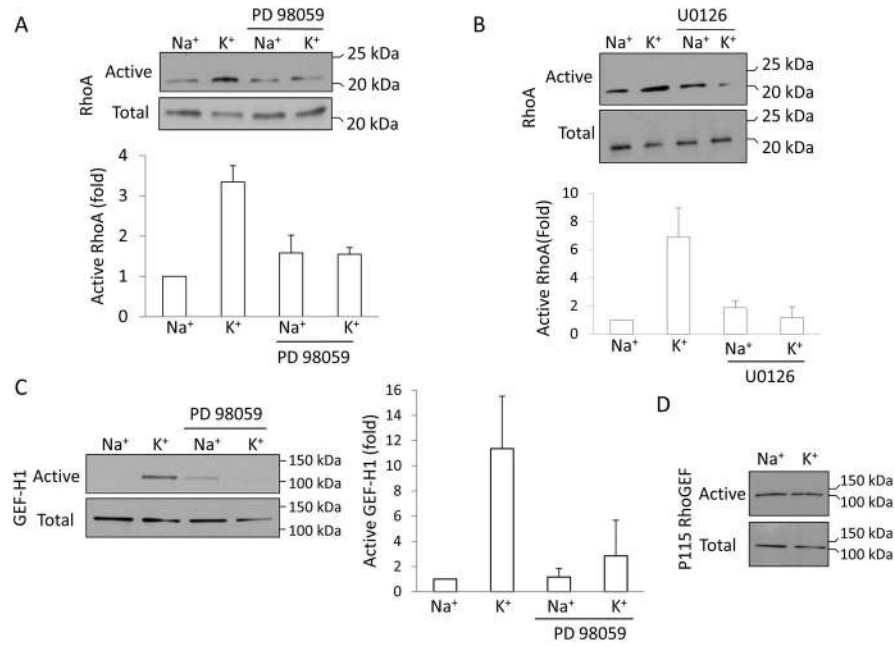 A
PD 98059
Na⁺ K⁺ Na⁺ K⁺
25 kDa
RhoA
Active
20 kDa
Total
20 kDa
Active RhoA (fold)
4
3
2
1
0
Na⁺ K⁺ Na⁺ K⁺
PD 98059
B
U0126
Na⁺ K⁺ Na⁺ K⁺
25 kDa
RhoA
Active
20 kDa
25 kDa
Total
20 kDa
Active RhoA(Fold)
10
8
6
4
2
0
Na⁺ K⁺ Na⁺ K⁺
U0126
C
PD 98059
Na⁺ K⁺ Na⁺ K⁺
150 kDa
GEF-H1
Active
100 kDa
150 kDa
Total
100 kDa
Active GEF-H1 (fold)
16
14
12
10
8
6
4
2
0
Na⁺ K⁺ Na⁺ K⁺
PD 98059
D
Na⁺ K⁺
P115 RhoGEF
150 kDa
Active
100 kDa
150 kDa
Total
100 kDa